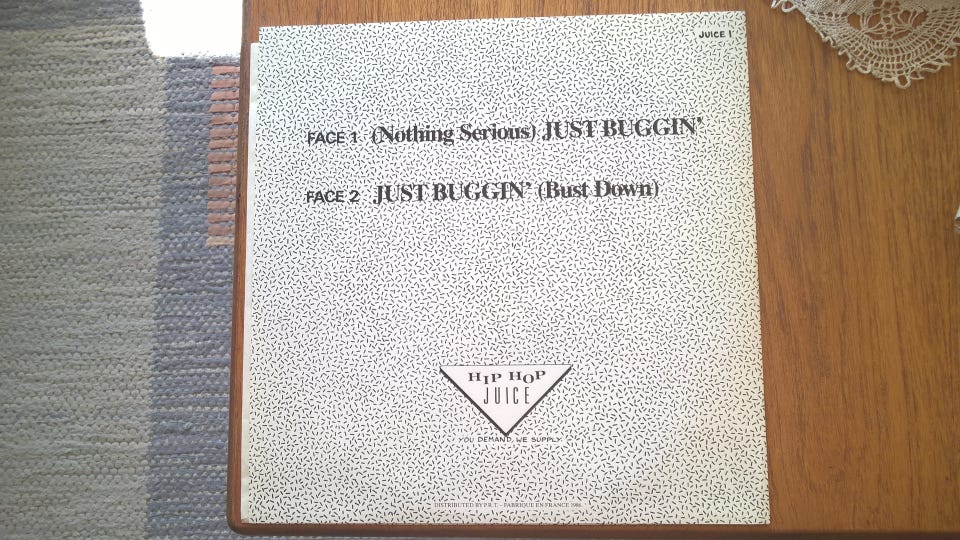 JUICE 1
FACE 1 (Nothing Serious) JUST BUGGIN'
FACE 2 JUST BUGGIN' (Bust Down)
HIP HOP
JUICE
YOU DEMAND, WE SUPPLY
DISTRIBUTED BY P.R.T. – FABRIQUE EN FRANCE 1986